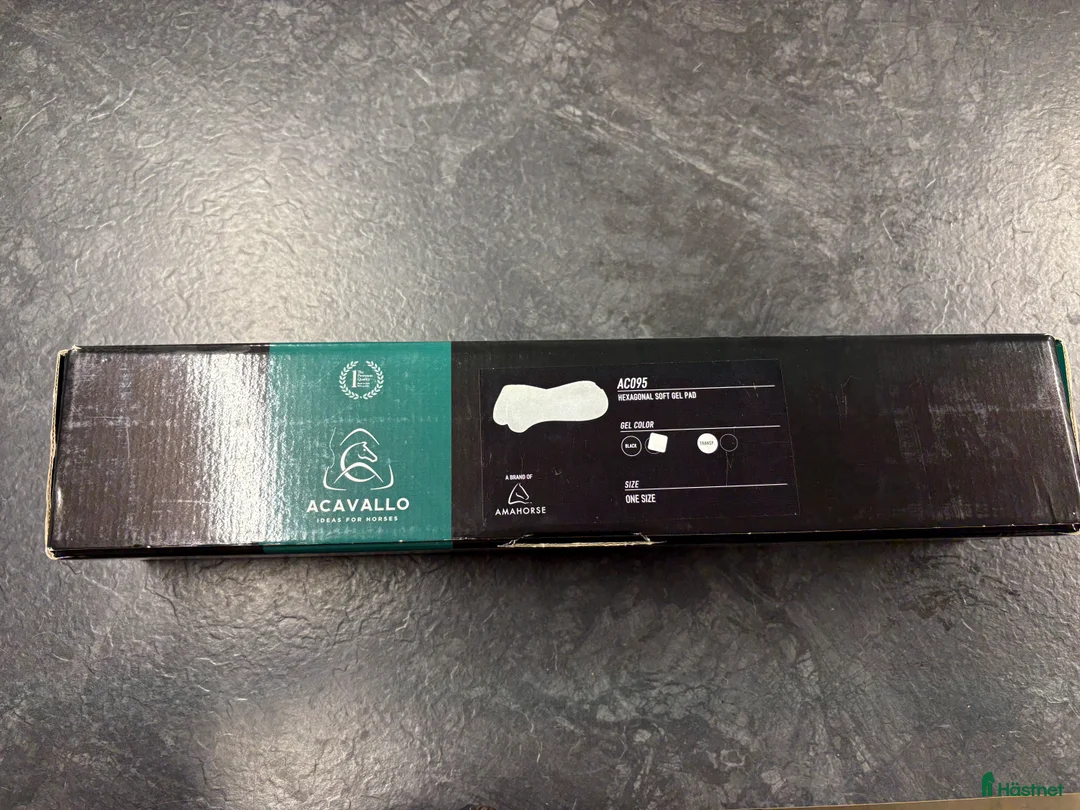 ACAVALLO
IDEAS FOR HORSES
A BRAND OF
AMAHORSE
AC095
HEXAGONAL SOFT GEL PAD
GEL COLOR
BLACK
TRANSP
SIZE
ONE SIZE
Hästnet